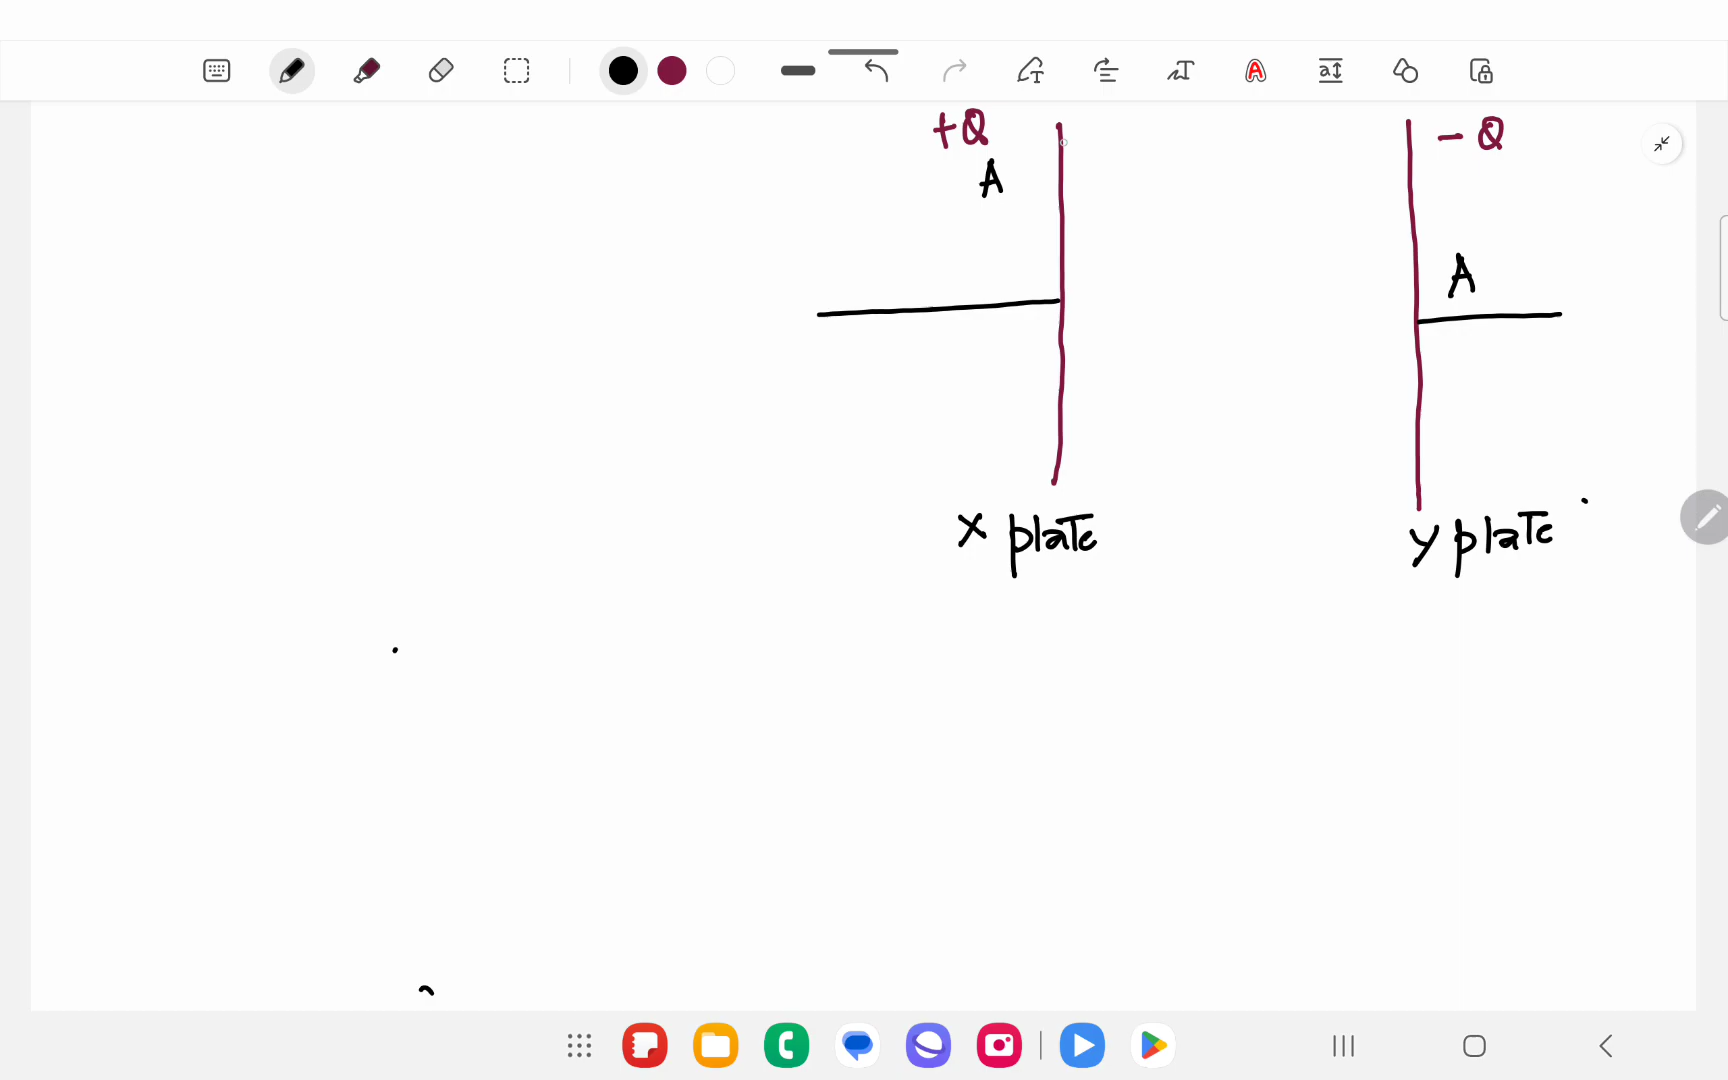 +Q
- Q
A
A
X plate
y plate